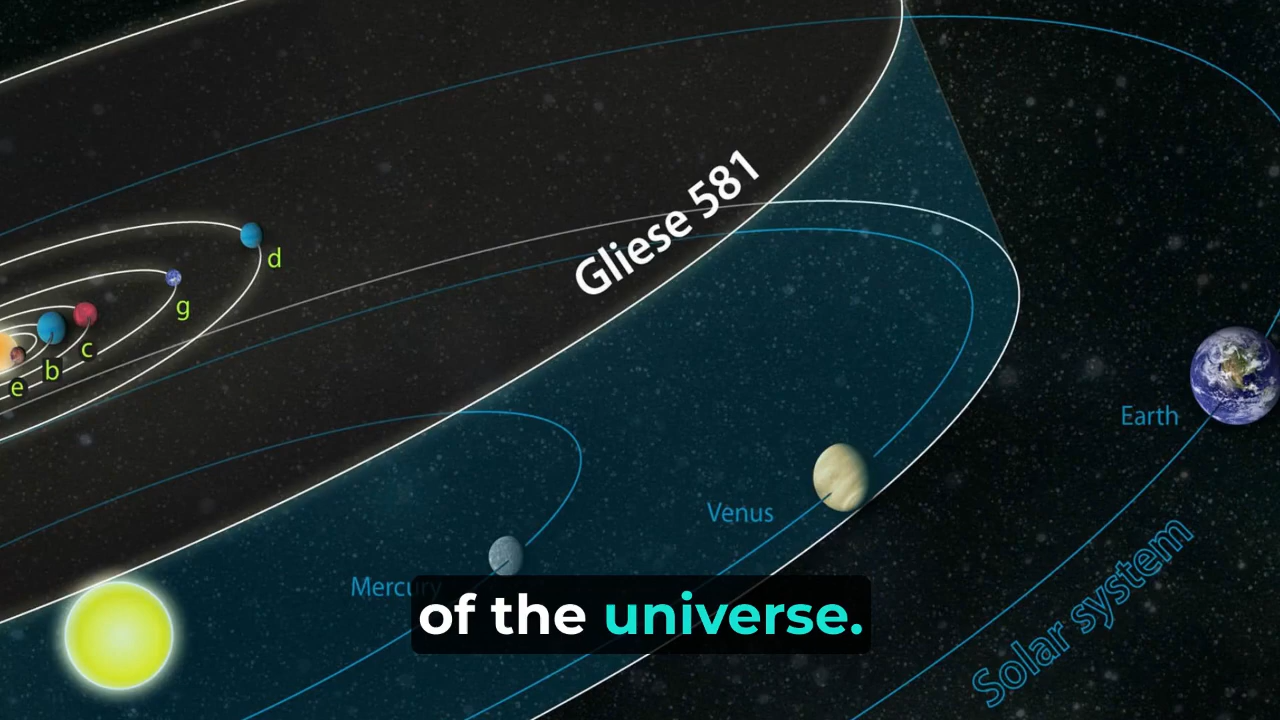 Gliese 581
d
g
c
b
e
Earth
Venus
Mercury
of the universe.
Solar system